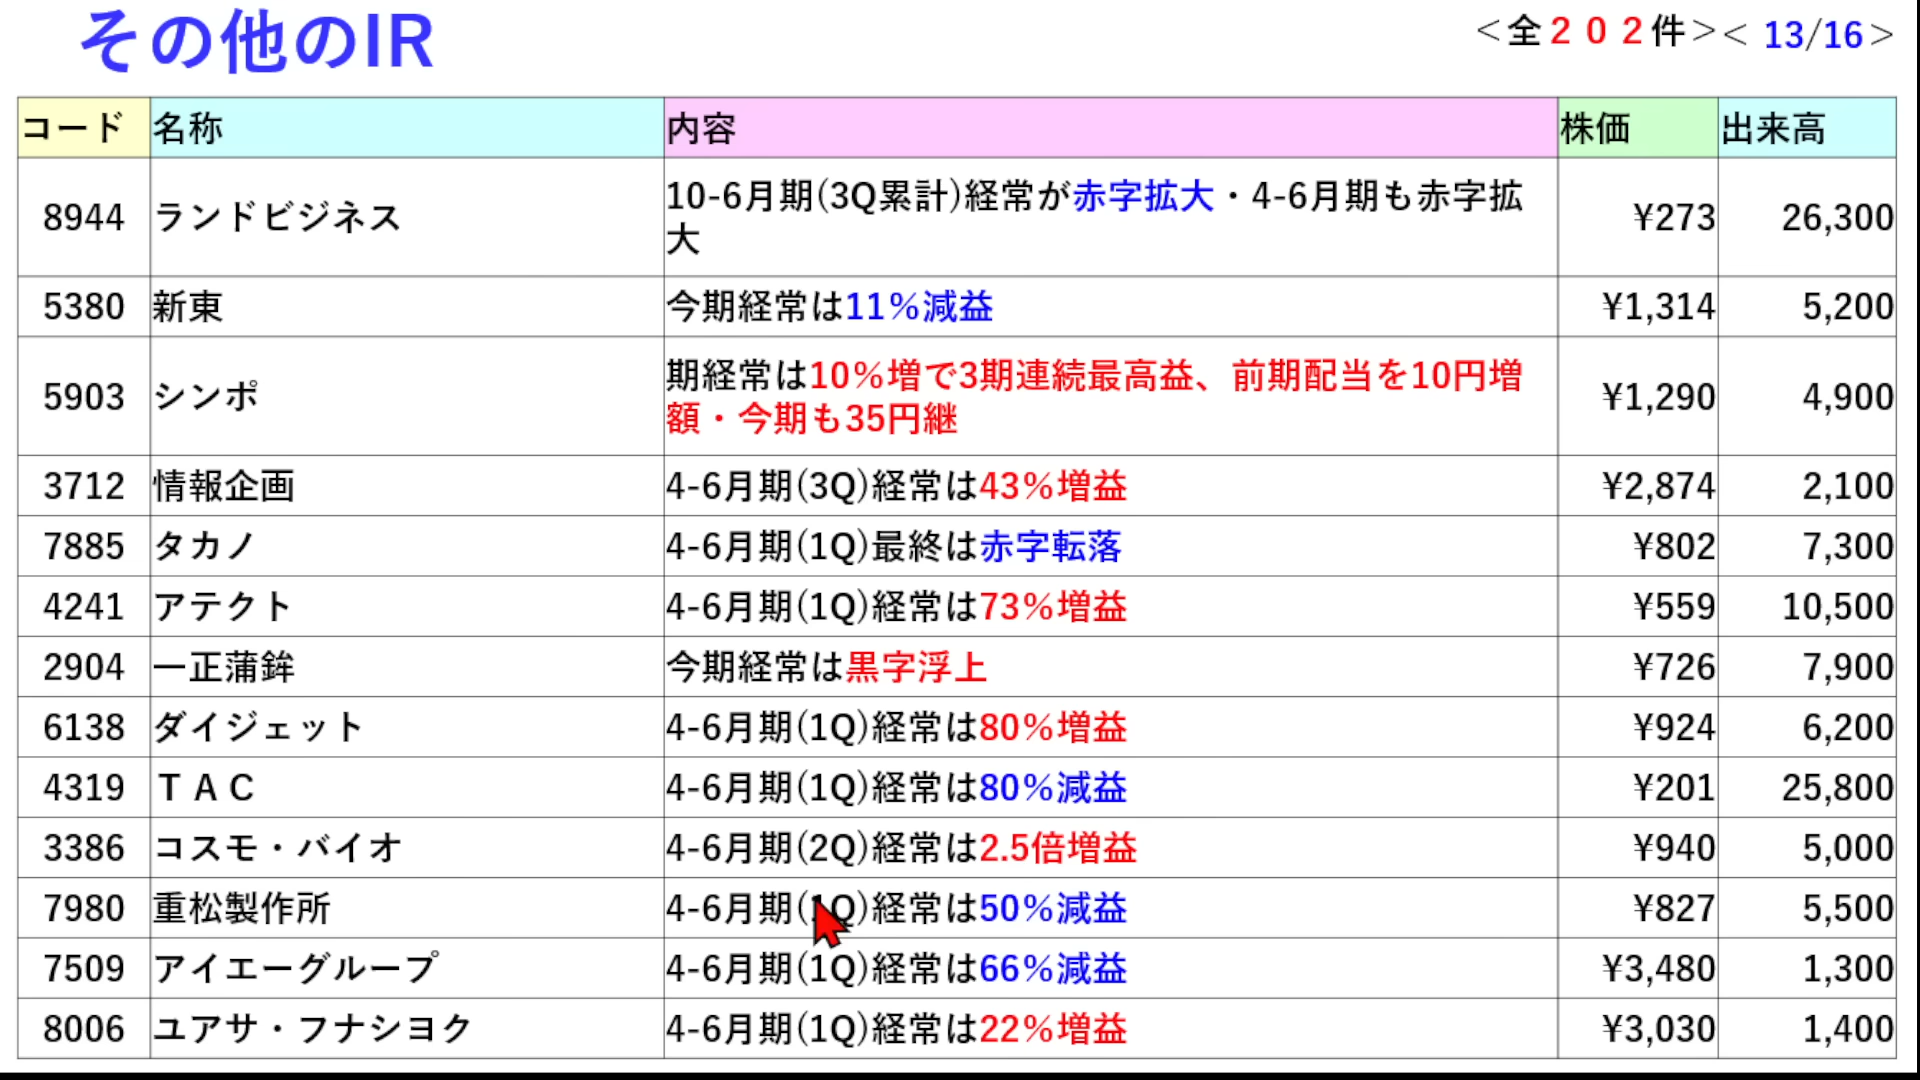 その他のIR
＜全２０２件＞＜ 13/16＞
コード 名称 内容 株価 出来高
8944 ランドビジネス 10-6月期(3Q累計)経常が赤字拡大・4-6月期も赤字拡
大 ¥273 26,300
5380 新東 今期経常は11%減益 ¥1,314 5,200
5903 シンポ 期経常は10%増で3期連続最高益、前期配当を10円増
額・今期も35円継 ¥1,290 4,900
3712 情報企画 4-6月期(3Q)経常は43%増益 ¥2,874 2,100
7885 タカノ 4-6月期(1Q)最終は赤字転落 ¥802 7,300
4241 アテクト 4-6月期(1Q)経常は73%増益 ¥559 10,500
2904 一正蒲鉾 今期経常は黒字浮上 ¥726 7,900
6138 ダイジェット 4-6月期(1Q)経常は80%増益 ¥924 6,200
4319 ＴＡＣ 4-6月期(1Q)経常は80%減益 ¥201 25,800
3386 コスモ・バイオ 4-6月期(2Q)経常は2.5倍増益 ¥940 5,000
7980 重松製作所 4-6月期(1Q)経常は50%減益 ¥827 5,500
7509 アイエーグループ 4-6月期(1Q)経常は66%減益 ¥3,480 1,300
8006 ユアサ・フナシヨク 4-6月期(1Q)経常は22%増益 ¥3,030 1,400